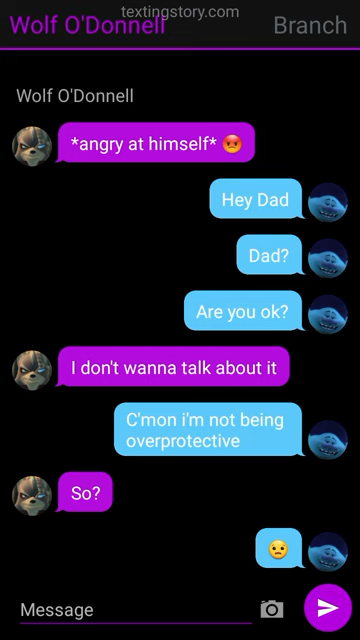 textingstory.com
Wolf O'Donnell
Branch
Wolf O'Donnell
*angry at himself* 😡
Hey Dad
Dad?
Are you ok?
I don't wanna talk about it
C'mon i'm not being
overprotective
So?
😟
Message